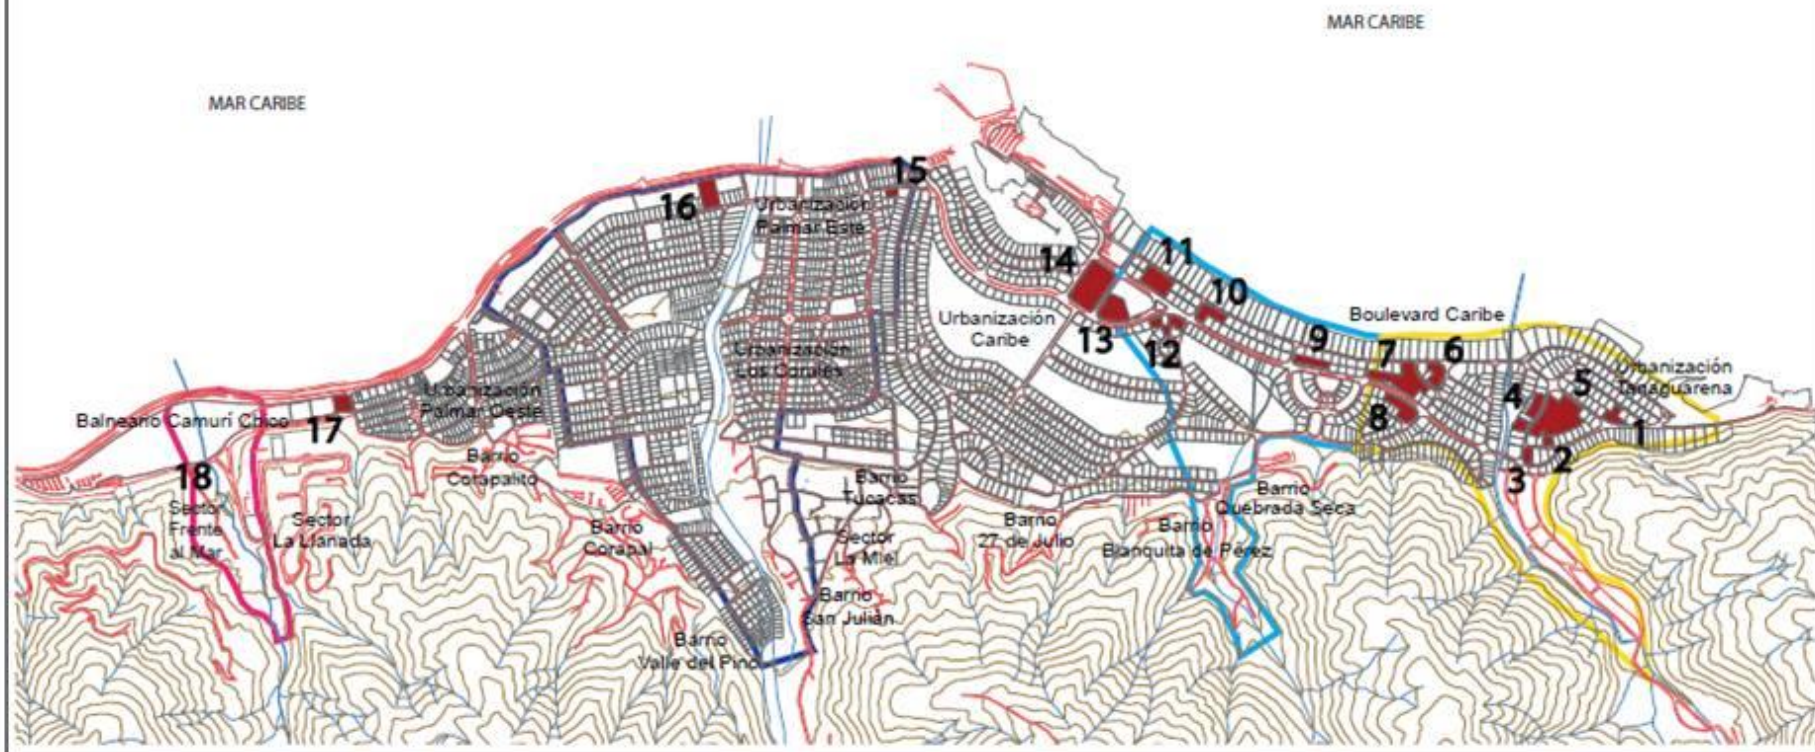 MAR CARIBE
MAR CARIBE
15
16
Urbanización
Palmar Este
14
11
10
Boulevard Caribe
Urbanización
Caribe
13
12
9
7
6
Urbanización
Tanaguarena
Urbanización
Los Corales
Urbanización
Palmar Oeste
5
4
8
1
Balneario Camurí Chico
17
2
3
18
Barrio
Corapalito
Barrio
Tucacas
Barrio
Quebrada Seca
Sector
Frente
al Mar
Sector
La Llanada
Barrio
Corapal
Sector
La Miel
Barrio
27 de Julio
Barrio
Blanquita de Pérez
Barrio
San Julián
Barrio
Valle del Pino